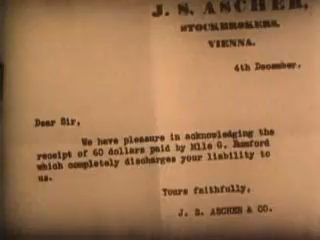 J. S. ASCHER,
STOCKBROKERS.
VIENNA.
4th December.
Dear Sir,
We have pleasure in acknowledging the
receipt of 60 dollars paid by Mlle G. Rumford
which completely discharges your liability to
us.
Yours faithfully,
J. S. ASCHER & CO.